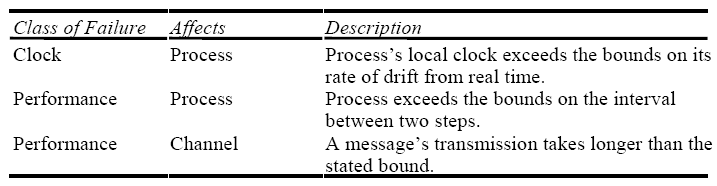 Class of Failure Affects Description
Clock Process Process's local clock exceeds the bounds on its
rate of drift from real time.
Performance Process Process exceeds the bounds on the interval
between two steps.
Performance Channel A message's transmission takes longer than the
stated bound.